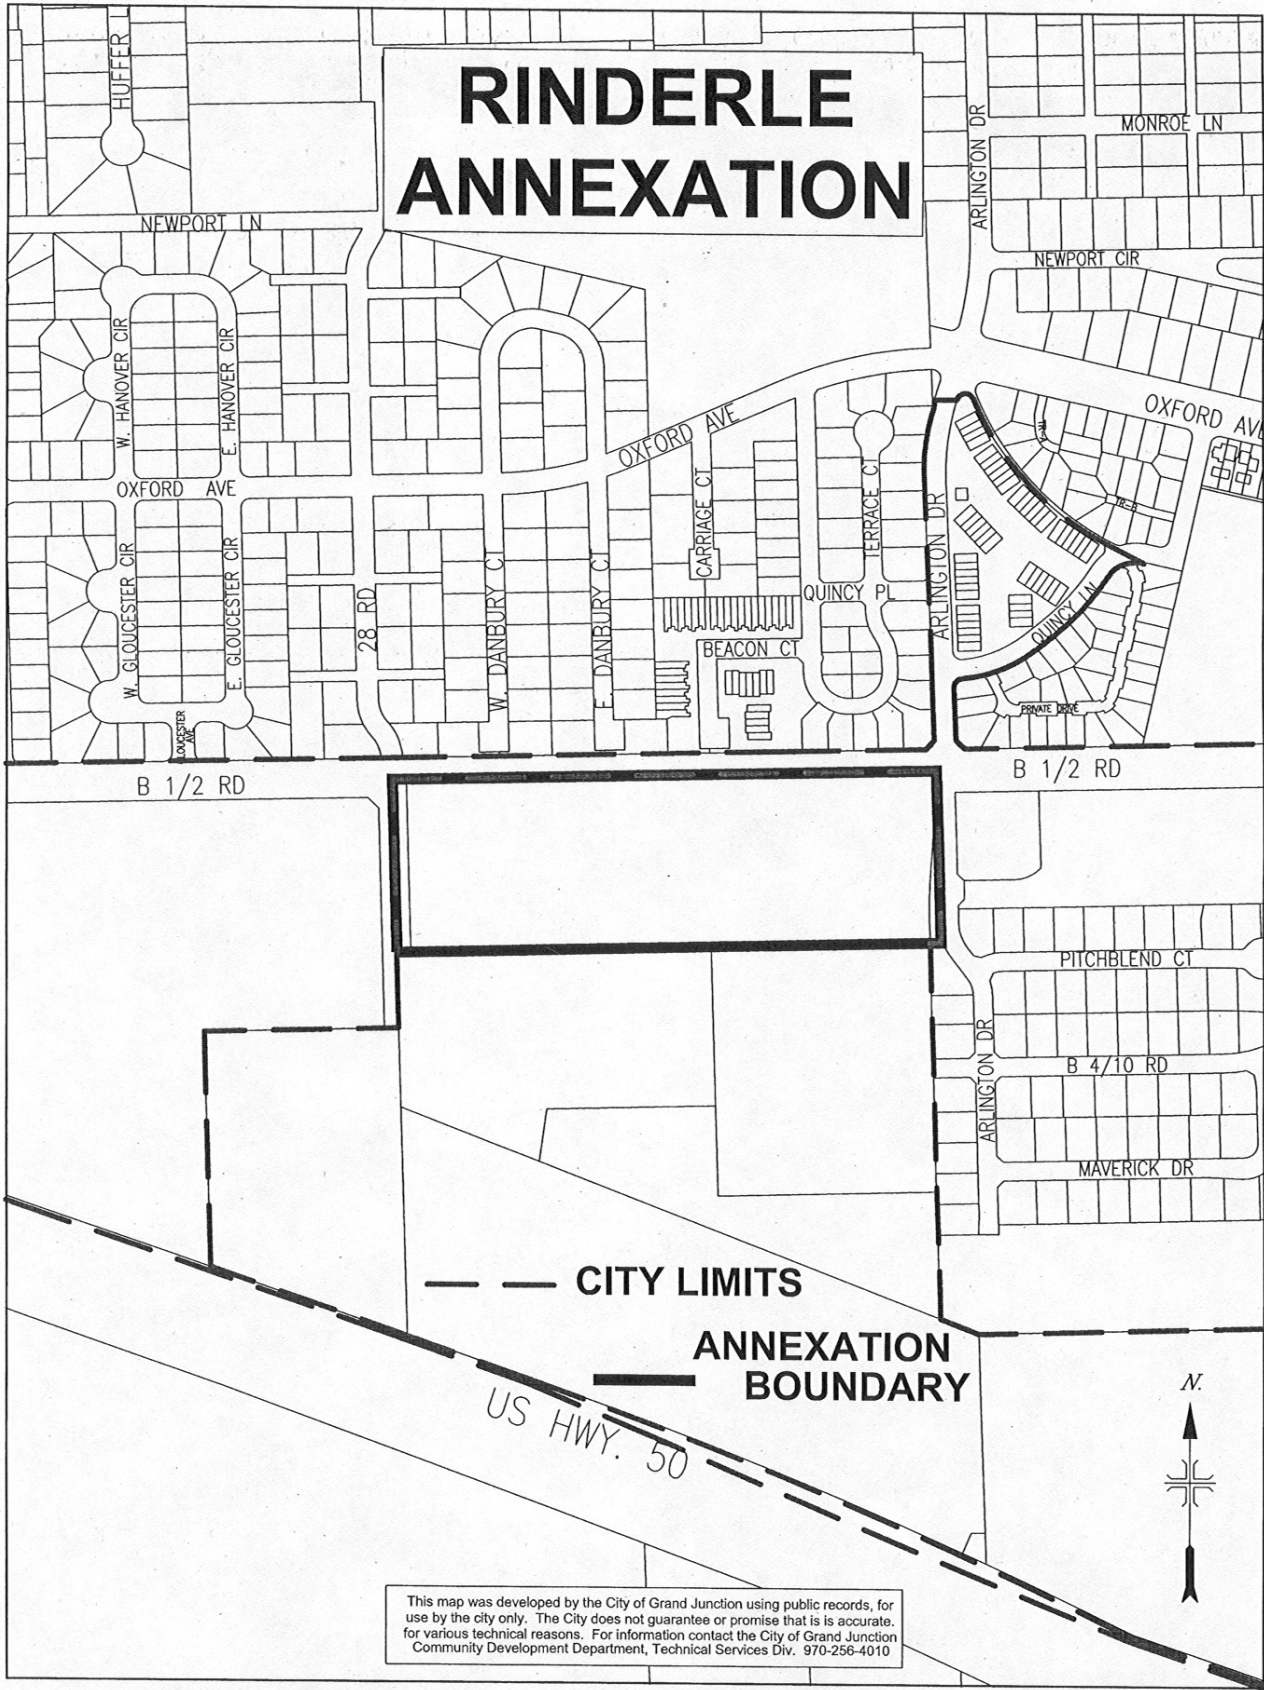 RINDERLE
ANNEXATION
HUFFER
MONROE LN
ARLINGTON DR
NEWPORT LN
NEWPORT CIR
W. HANOVER CIR
E. HANOVER CIR
OXFORD AVE
OXFORD AVE
OXFORD AVE
TR-A
TR-B
CARRIAGE CT
TERRACE CT
ARLINGTON DR
W. GLOUCESTER CIR
E. GLOUCESTER CIR
28 RD
W. DANBURY CT
E. DANBURY CT
QUINCY PL
QUINCY LN
BEACON CT
PRIVATE DRIVE
GLOUCESTER
AVE
B 1/2 RD
B 1/2 RD
PITCHBLEND CT
ARLINGTON DR
B 4/10 RD
MAVERICK DR
CITY LIMITS
ANNEXATION
BOUNDARY
US HWY. 50
N.
This map was developed by the City of Grand Junction using public records, for
use by the city only. The City does not guarantee or promise that is is accurate.
for various technical reasons. For information contact the City of Grand Junction
Community Development Department, Technical Services Div. 970-256-4010